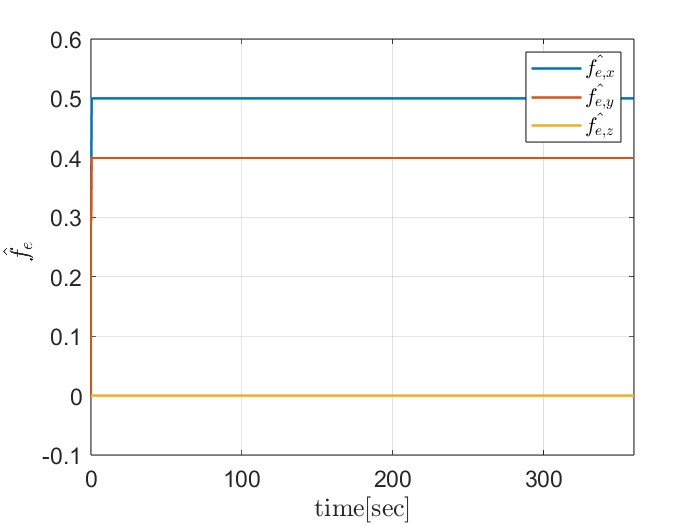 0.6
0.5
0.4
0.3
0.2
0.1
0
-0.1
0 100 200 300
time[sec]
f̂_e
f̂_{e,x}
f̂_{e,y}
f̂_{e,z}